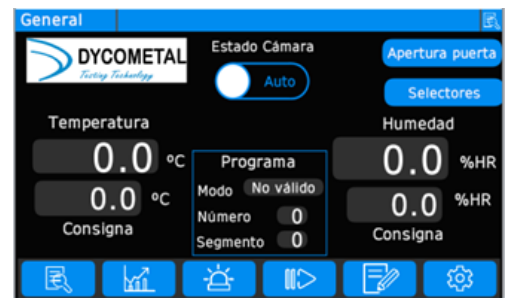 General
DYCOMETAL
Testing Technology
Estado Cámara
Auto
Apertura puerta
Selectores
Temperatura
0.0 ºC
0.0 ºC
Consigna
Programa
Modo No válido
Número 0
Segmento 0
Humedad
0.0 %HR
0.0 %HR
Consigna